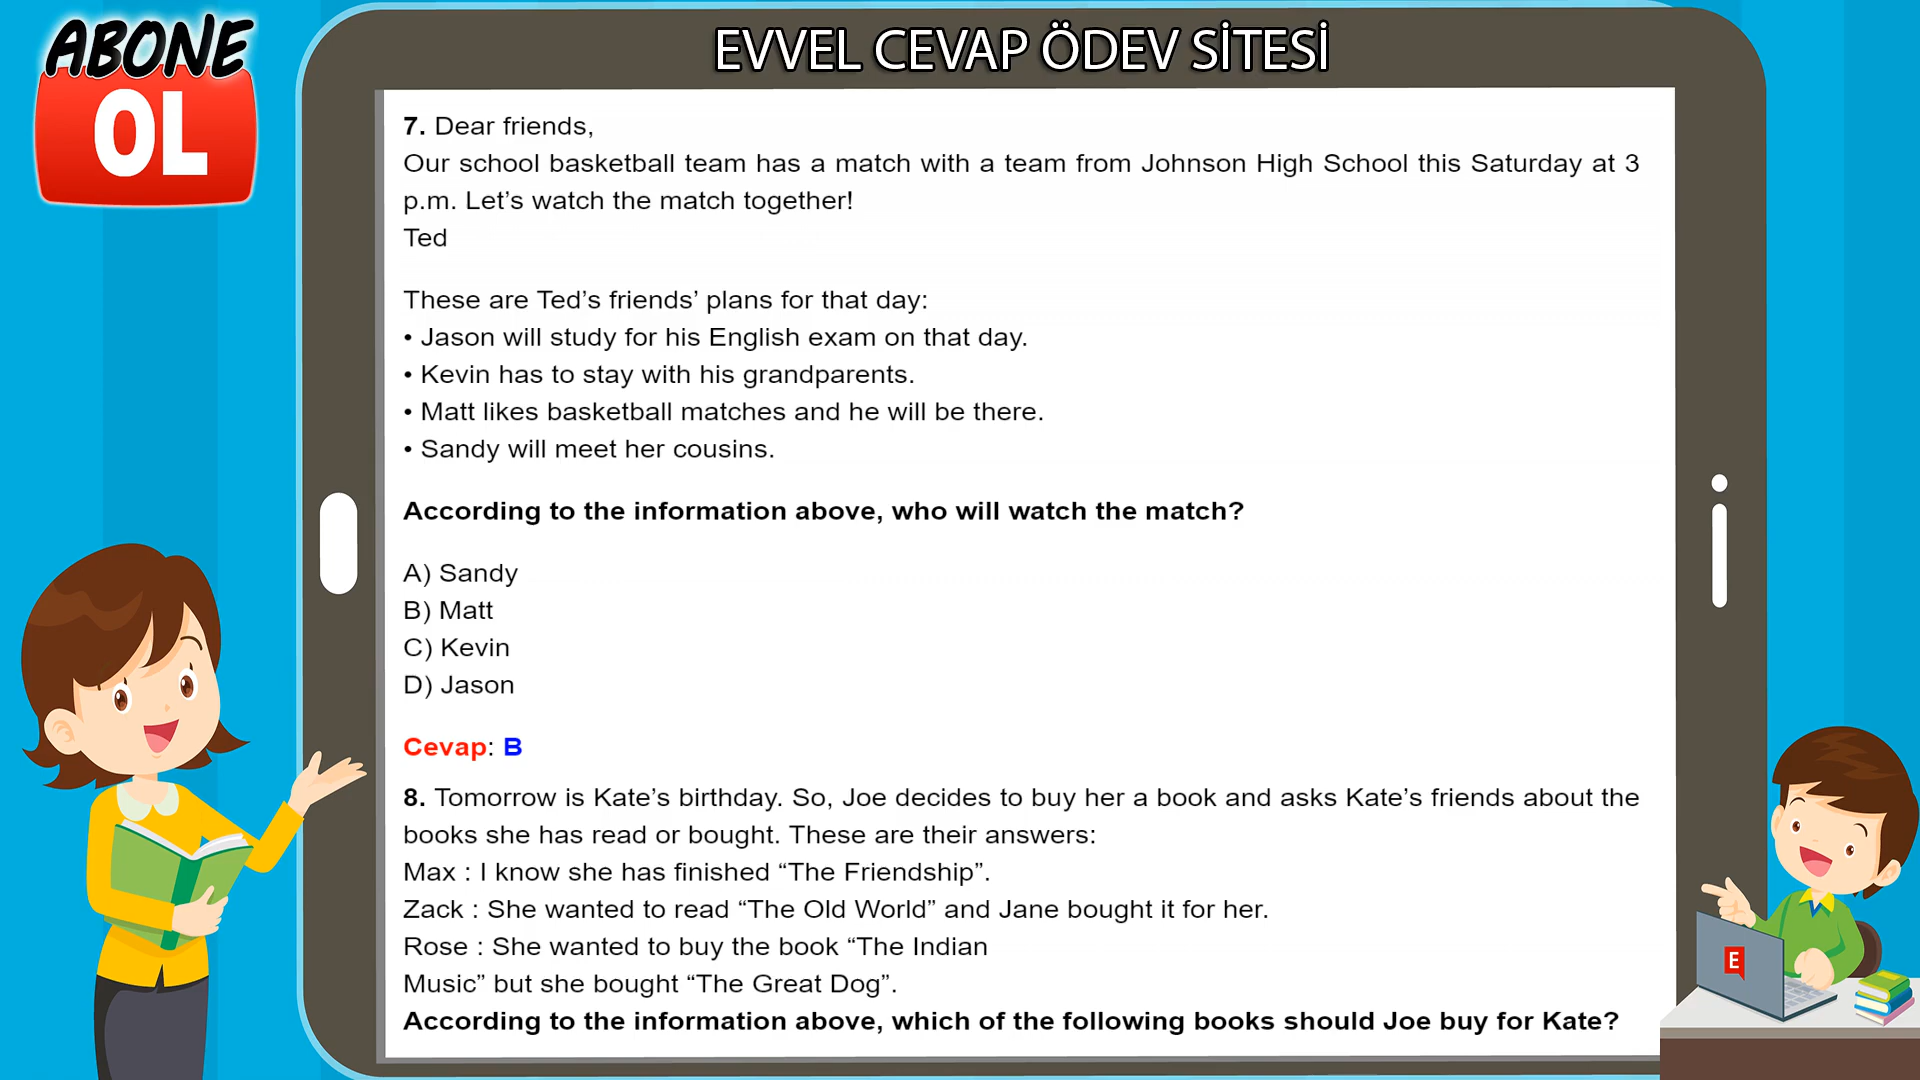 ABONE
OL
EVVEL CEVAP ÖDEV SİTESİ
7. Dear friends,
Our school basketball team has a match with a team from Johnson High School this Saturday at 3
p.m. Let’s watch the match together!
Ted
These are Ted’s friends’ plans for that day:
• Jason will study for his English exam on that day.
• Kevin has to stay with his grandparents.
• Matt likes basketball matches and he will be there.
• Sandy will meet her cousins.
According to the information above, who will watch the match?
A) Sandy
B) Matt
C) Kevin
D) Jason
Cevap: B
8. Tomorrow is Kate’s birthday. So, Joe decides to buy her a book and asks Kate’s friends about the
books she has read or bought. These are their answers:
Max : I know she has finished “The Friendship”.
Zack : She wanted to read “The Old World” and Jane bought it for her.
Rose : She wanted to buy the book “The Indian
Music” but she bought “The Great Dog”.
According to the information above, which of the following books should Joe buy for Kate?
E